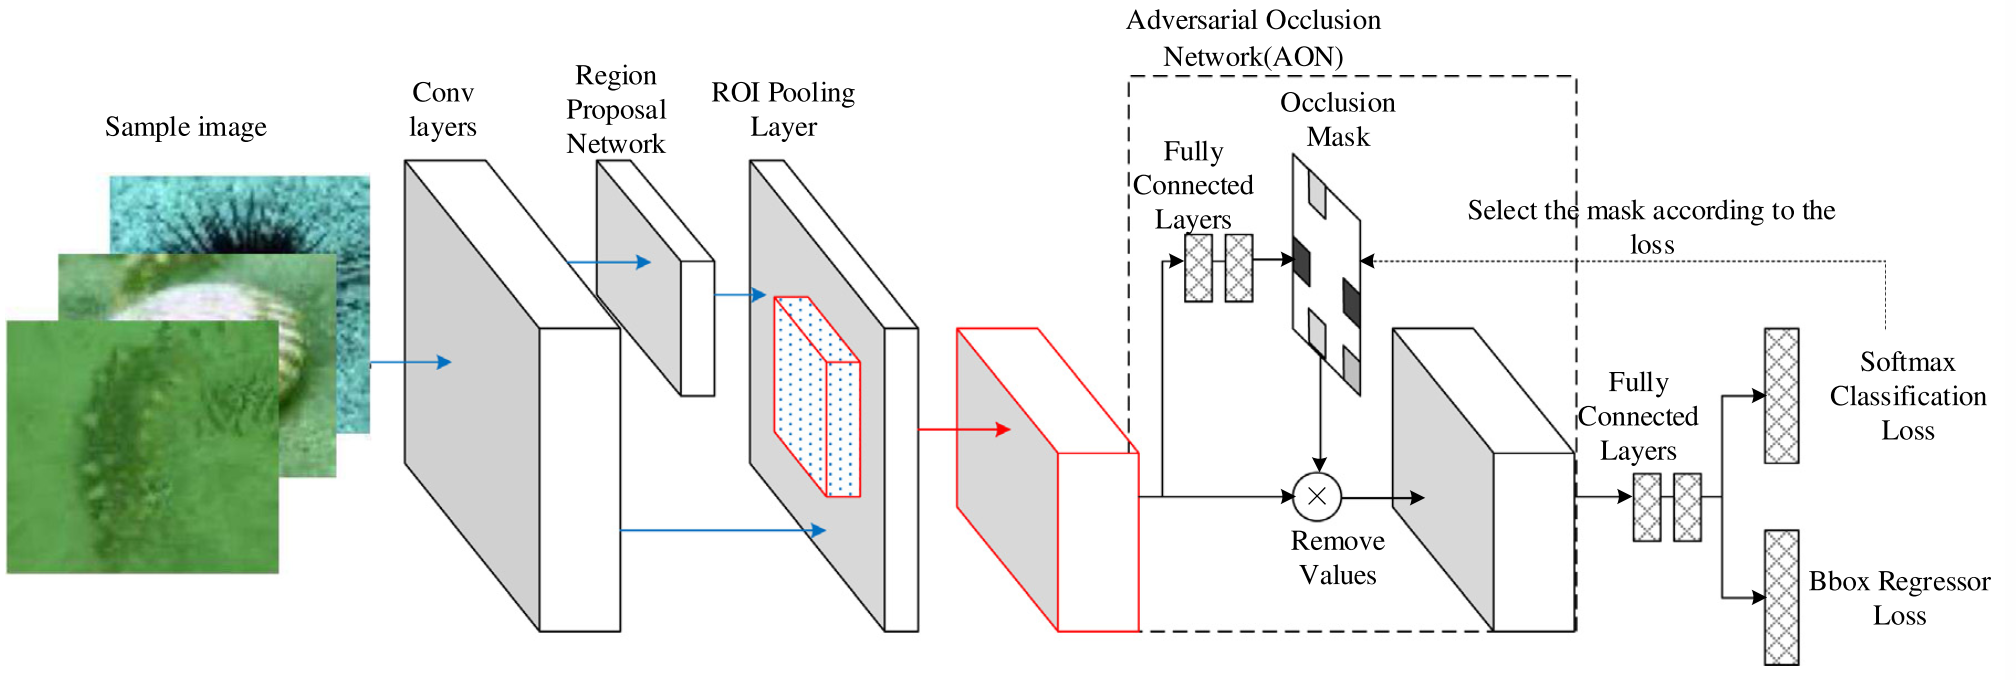 Adversarial Occlusion
Network(AON)
Sample image
Conv
layers
Region
Proposal
Network
ROI Pooling
Layer
Occlusion
Mask
Fully
Connected
Layers
Select the mask according to the
loss
Remove
Values
Fully
Connected
Layers
Softmax
Classification
Loss
Bbox Regressor
Loss